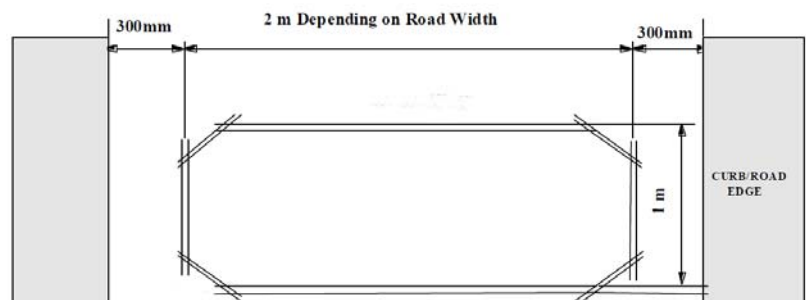 2 m Depending on Road Width
300mm
300mm
1 m
CURB/ROAD
EDGE